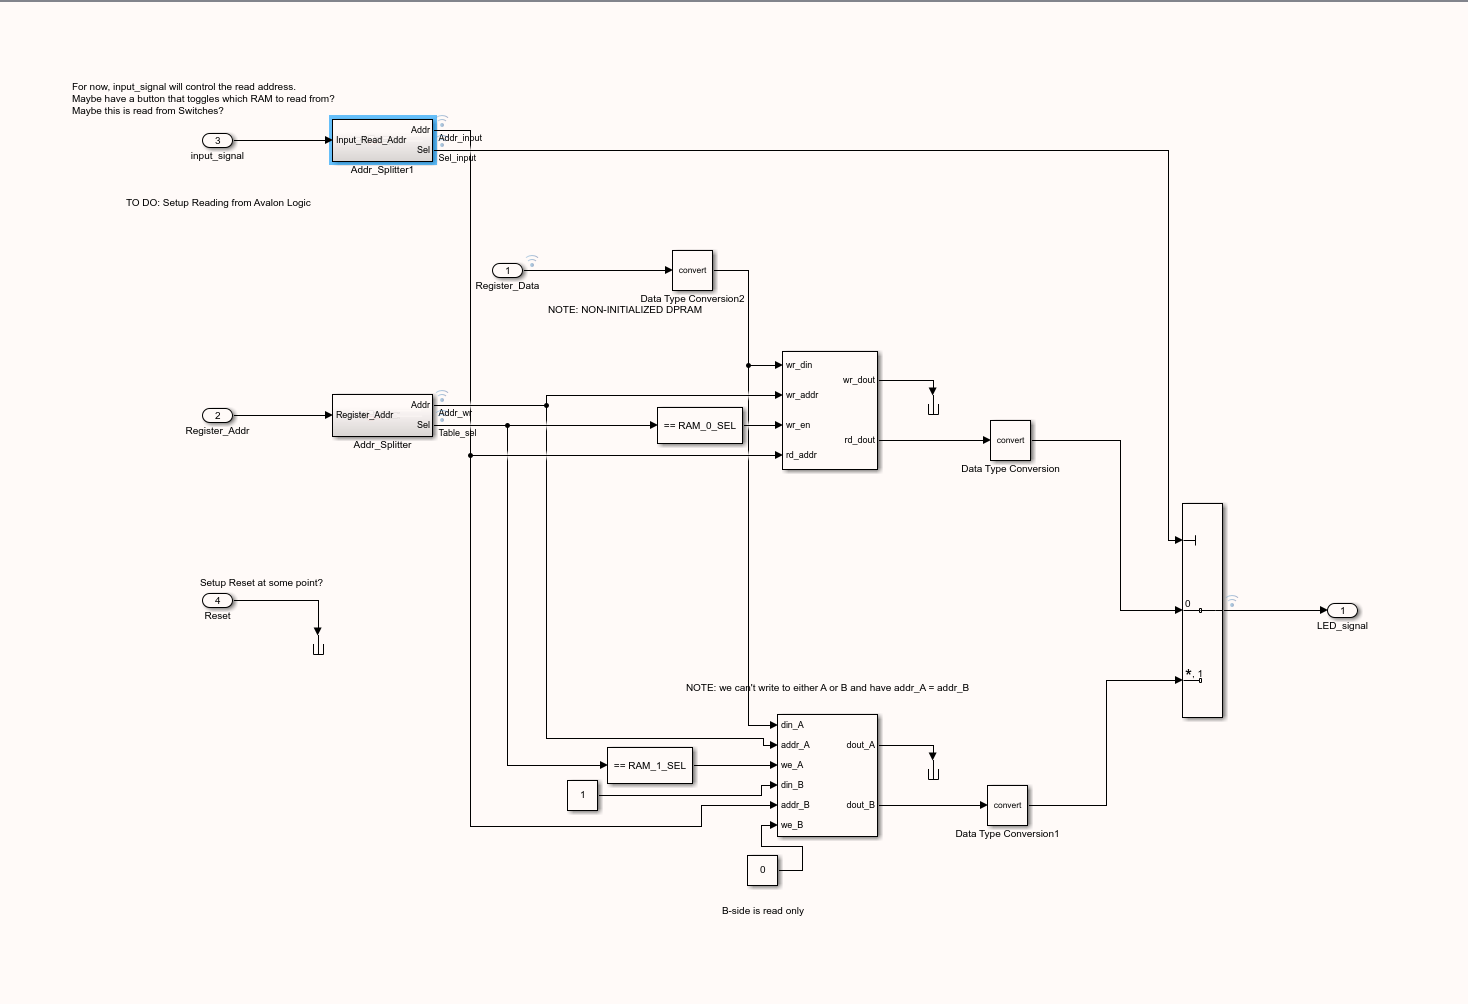 For now, input_signal will control the read address.
Maybe have a button that toggles which RAM to read from?
Maybe this is read from Switches?
3
input_signal
Input_Read_Addr
Addr
Sel
Addr_Splitter1
Addr_input
Sel_input
TO DO: Setup Reading from Avalon Logic
1
Register_Data
convert
Data Type Conversion2
NOTE: NON-INITIALIZED DPRAM
2
Register_Addr
Register_Addr
Addr
Sel
Addr_Splitter
Addr_wr
Table_sel
== RAM_0_SEL
wr_din
wr_addr
wr_en
rd_addr
wr_dout
rd_dout
convert
Data Type Conversion
Setup Reset at some point?
4
Reset
0
*, 1
1
LED_signal
NOTE: we can't write to either A or B and have addr_A = addr_B
== RAM_1_SEL
1
din_A
addr_A
we_A
din_B
addr_B
we_B
dout_A
dout_B
convert
Data Type Conversion1
0
B-side is read only